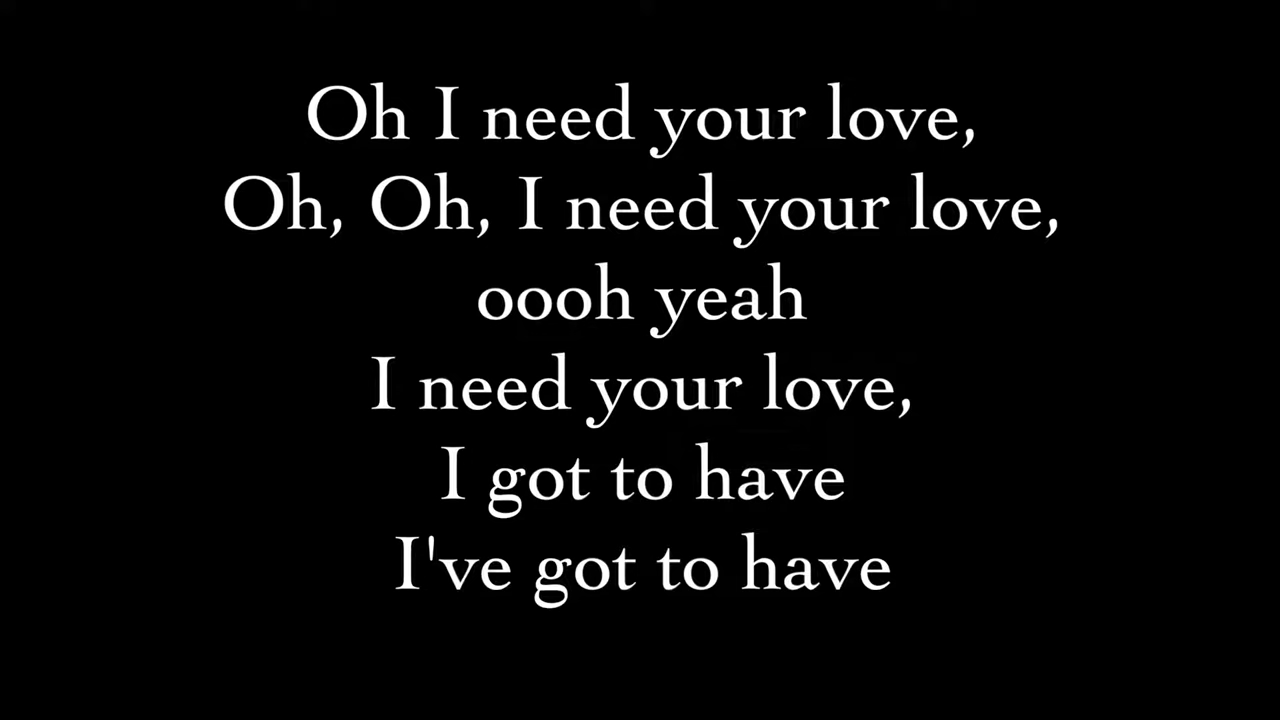 Oh I need your love,
Oh, Oh, I need your love,
oooh yeah
I need your love,
I got to have
I've got to have